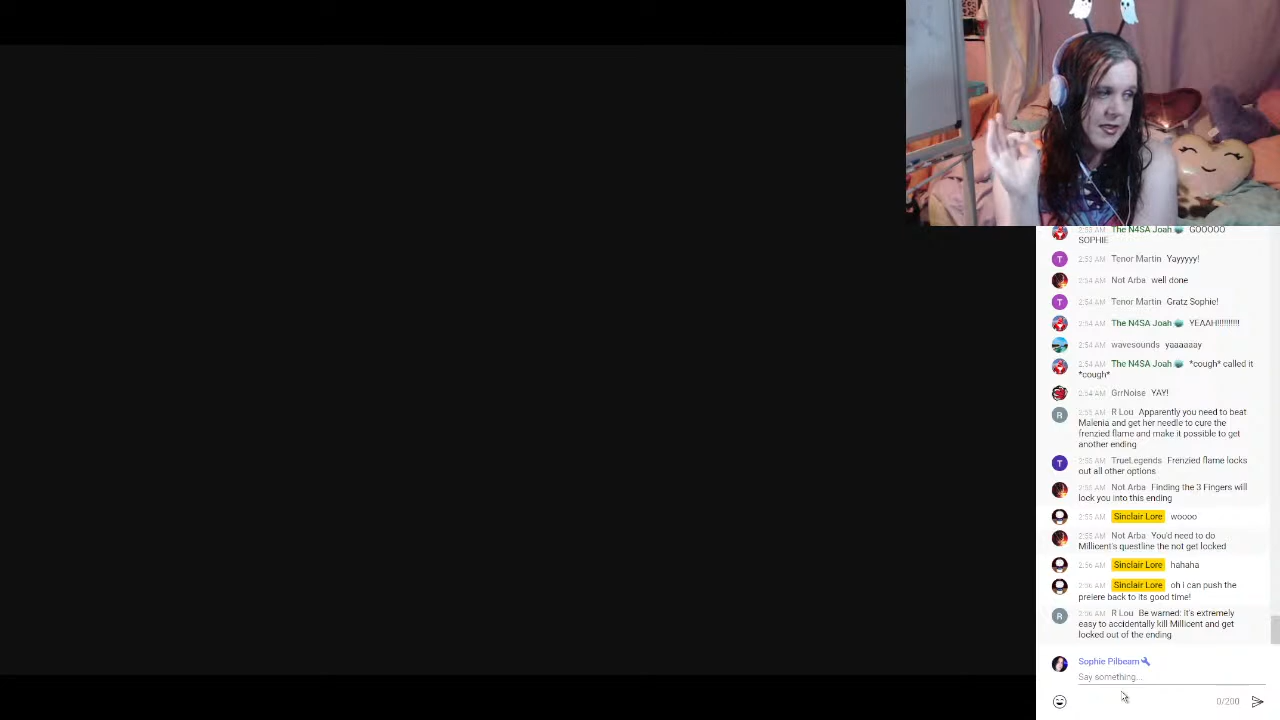 2:53 AM The N4SA Joah GOOOOO
SOPHIE
2:53 AM Tenor Martin Yayyyyy!
2:54 AM Not Arba well done
2:54 AM Tenor Martin Gratz Sophie!
2:54 AM The N4SA Joah YEAAH!!!!!!!!!!
2:54 AM wavesounds yaaaaaay
2:54 AM The N4SA Joah *cough* called it
*cough*
2:54 AM GrrNoise YAY!
R
2:55 AM R Lou Apparently you need to beat
Malenia and get her needle to cure the
frenzied flame and make it possible to get
another ending
T
2:55 AM TrueLegends Frenzied flame locks
out all other options
2:55 AM Not Arba Finding the 3 Fingers will
lock you into this ending
2:55 AM Sinclair Lore woooo
2:55 AM Not Arba You'd need to do
Millicent's questline the not get locked
2:56 AM Sinclair Lore hahaha
2:56 AM Sinclair Lore oh i can push the
preiere back to its good time!
R
2:56 AM R Lou Be warned: It's extremely
easy to accidentally kill Millicent and get
locked out of the ending
Sophie Pilbeam
Say something...
0/200